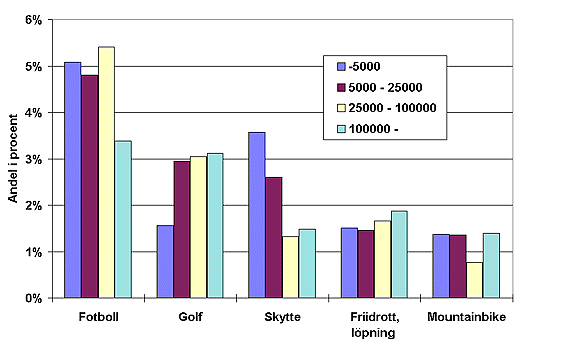 6%
5%
4%
3%
2%
1%
0%
Andel i procent
-5000
5000 - 25000
25000 - 100000
100000 -
Fotboll
Golf
Skytte
Friidrott,
löpning
Mountainbike